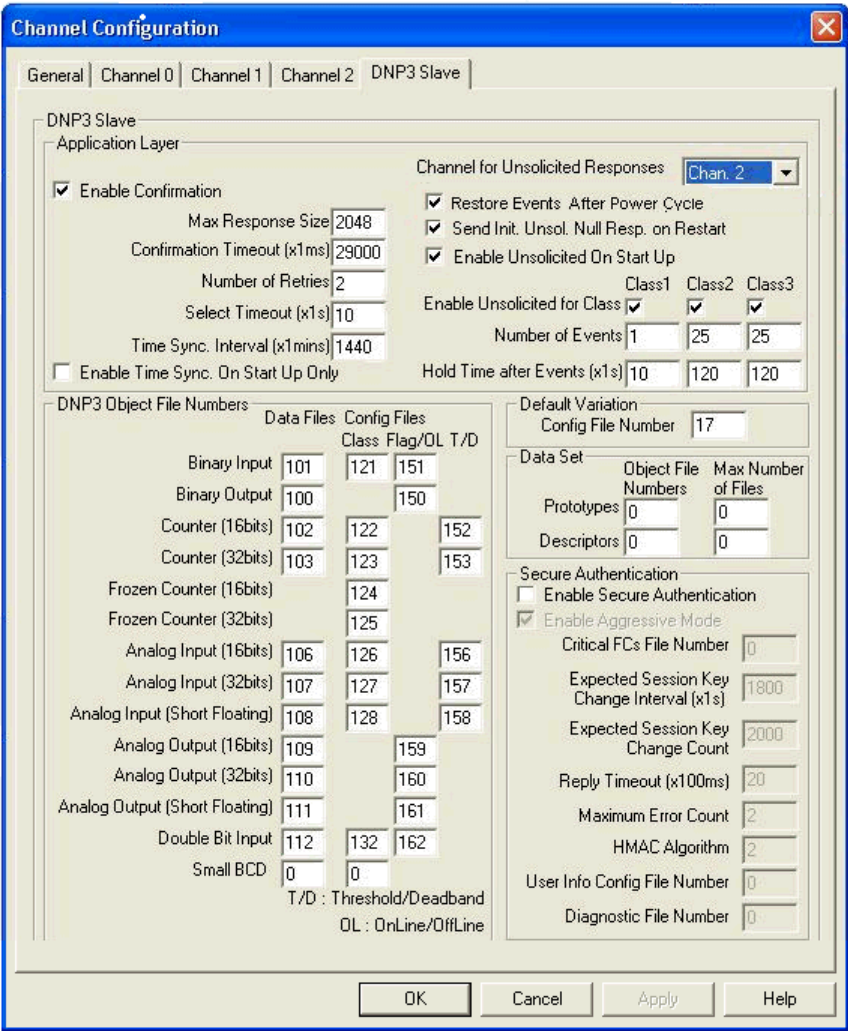 Channel Configuration
General Channel 0 Channel 1 Channel 2 DNP3 Slave
DNP3 Slave
Application Layer
Enable Confirmation
Max Response Size 2048
Confirmation Timeout (x1ms) 29000
Number of Retries 2
Select Timeout (x1s) 10
Time Sync. Interval (x1mins) 1440
Enable Time Sync. On Start Up Only
Channel for Unsolicited Responses Chan. 2
Restore Events After Power Cycle
Send Init. Unsol. Null Resp. on Restart
Enable Unsolicited On Start Up
Class1 Class2 Class3
Enable Unsolicited for Class
Number of Events 1 25 25
Hold Time after Events (x1s) 10 120 120
DNP3 Object File Numbers
Data Files Config Files
Class Flag/OL T/D
Binary Input 101 121 151
Binary Output 100 150
Counter (16bits) 102 122 152
Counter (32bits) 103 123 153
Frozen Counter (16bits) 124
Frozen Counter (32bits) 125
Analog Input (16bits) 106 126 156
Analog Input (32bits) 107 127 157
Analog Input (Short Floating) 108 128 158
Analog Output (16bits) 109 159
Analog Output (32bits) 110 160
Analog Output (Short Floating) 111 161
Double Bit Input 112 132 162
Small BCD 0 0
T/D : Threshold/Deadband
OL : OnLine/OffLine
Default Variation
Config File Number 17
Data Set
Object File Max Number
Numbers of Files
Prototypes 0 0
Descriptors 0 0
Secure Authentication
Enable Secure Authentication
Enable Aggressive Mode
Critical FCs File Number 0
Expected Session Key
Change Interval (x1s) 1800
Expected Session Key
Change Count 2000
Reply Timeout (x100ms) 20
Maximum Error Count 2
HMAC Algorithm 2
User Info Config File Number 0
Diagnostic File Number 0
OK Cancel Apply Help